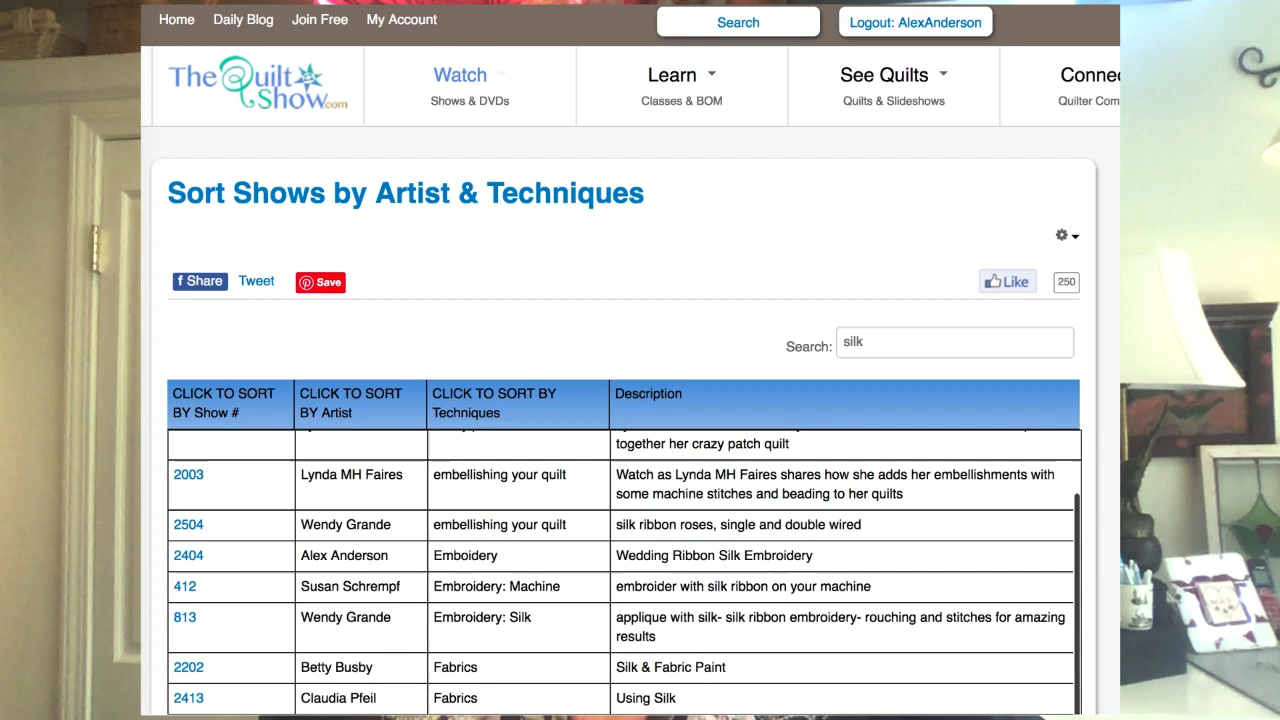 Home Daily Blog Join Free My Account Search Logout: AlexAnderson
The Quilt Show.com
Watch Learn See Quilts Connec
Shows & DVDs Classes & BOM Quilts & Slideshows Quilter Com
Sort Shows by Artist & Techniques
f Share Tweet Save Like 250
Search: silk
CLICK TO SORT BY Show # CLICK TO SORT BY Artist CLICK TO SORT BY Techniques Description
together her crazy patch quilt
2003 Lynda MH Faires embellishing your quilt Watch as Lynda MH Faires shares how she adds her embellishments with
some machine stitches and beading to her quilts
2504 Wendy Grande embellishing your quilt silk ribbon roses, single and double wired
2404 Alex Anderson Emboidery Wedding Ribbon Silk Embroidery
412 Susan Schrempf Embroidery: Machine embroider with silk ribbon on your machine
813 Wendy Grande Embroidery: Silk applique with silk- silk ribbon embroidery- rouching and stitches for amazing
results
2202 Betty Busby Fabrics Silk & Fabric Paint
2413 Claudia Pfeil Fabrics Using Silk